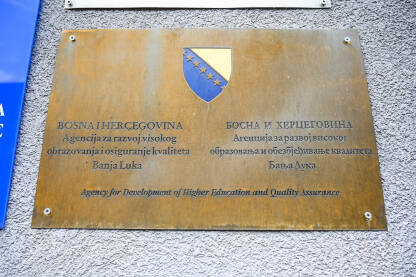 BOSNA I HERCEGOVINA
Agencija za razvoj visokog
obrazovanja i osiguranje kvaliteta
Banja Luka
БОСНА И ХЕРЦЕГОВИНА
Агенција за развој високог
образовања и обезбјеђивање квалитета
Бања Лука
Agency for Development of Higher Education and Quality Assurance